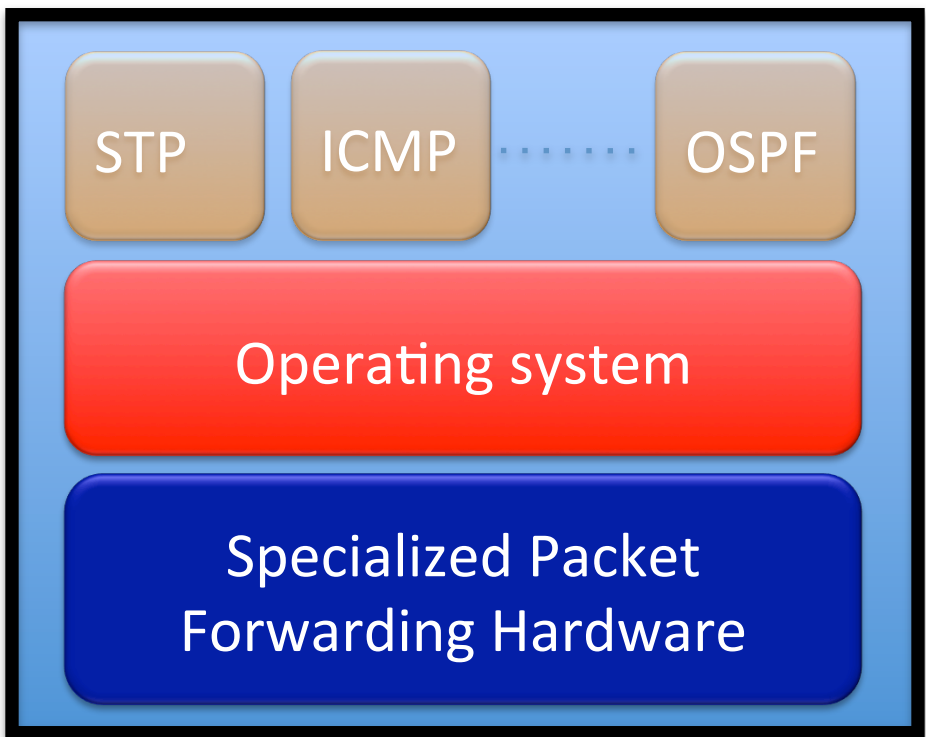 STP
ICMP
OSPF
Operating system
Specialized Packet
Forwarding Hardware